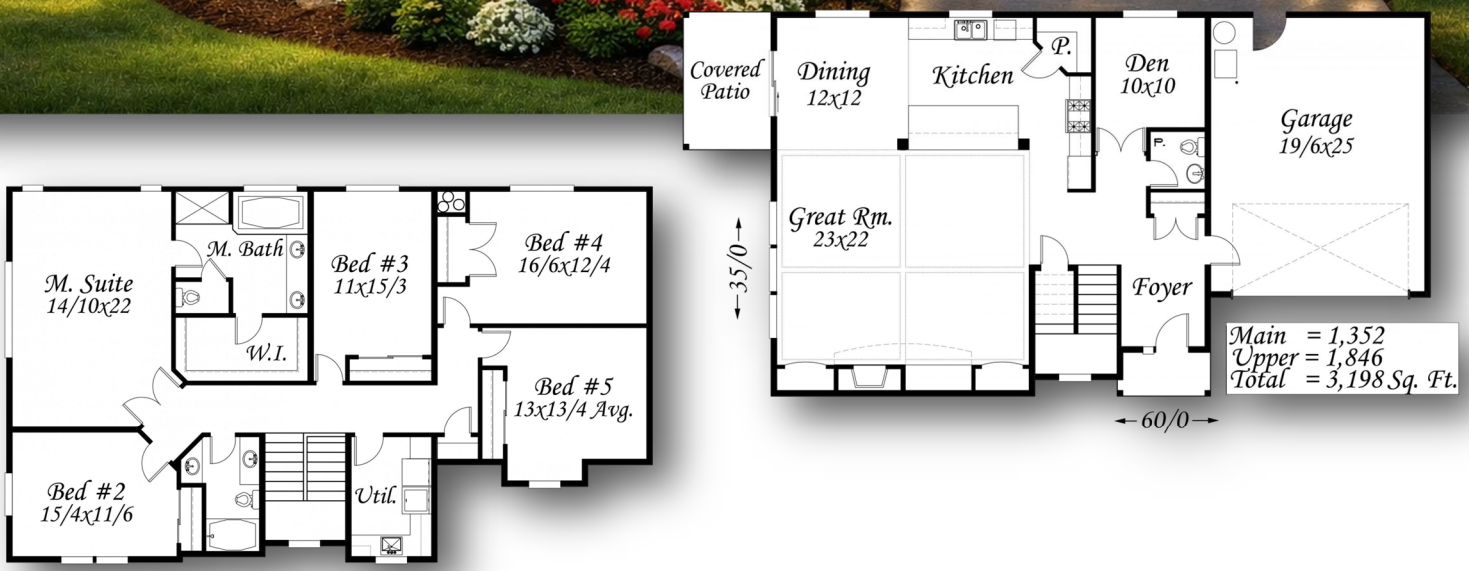 Covered
Patio
Dining
12x12
Kitchen
P.
Den
10x10
Garage
19/6x25
P.
Great Rm.
23x22
35/0
Foyer
Main = 1,352
Upper = 1,846
Total = 3,198 Sq. Ft.
60/0
M. Suite
14/10x22
M. Bath
W.I.
Bed #3
11x15/3
Bed #4
16/6x12/4
Bed #5
13x13/4 Avg.
Bed #2
15/4x11/6
Util.